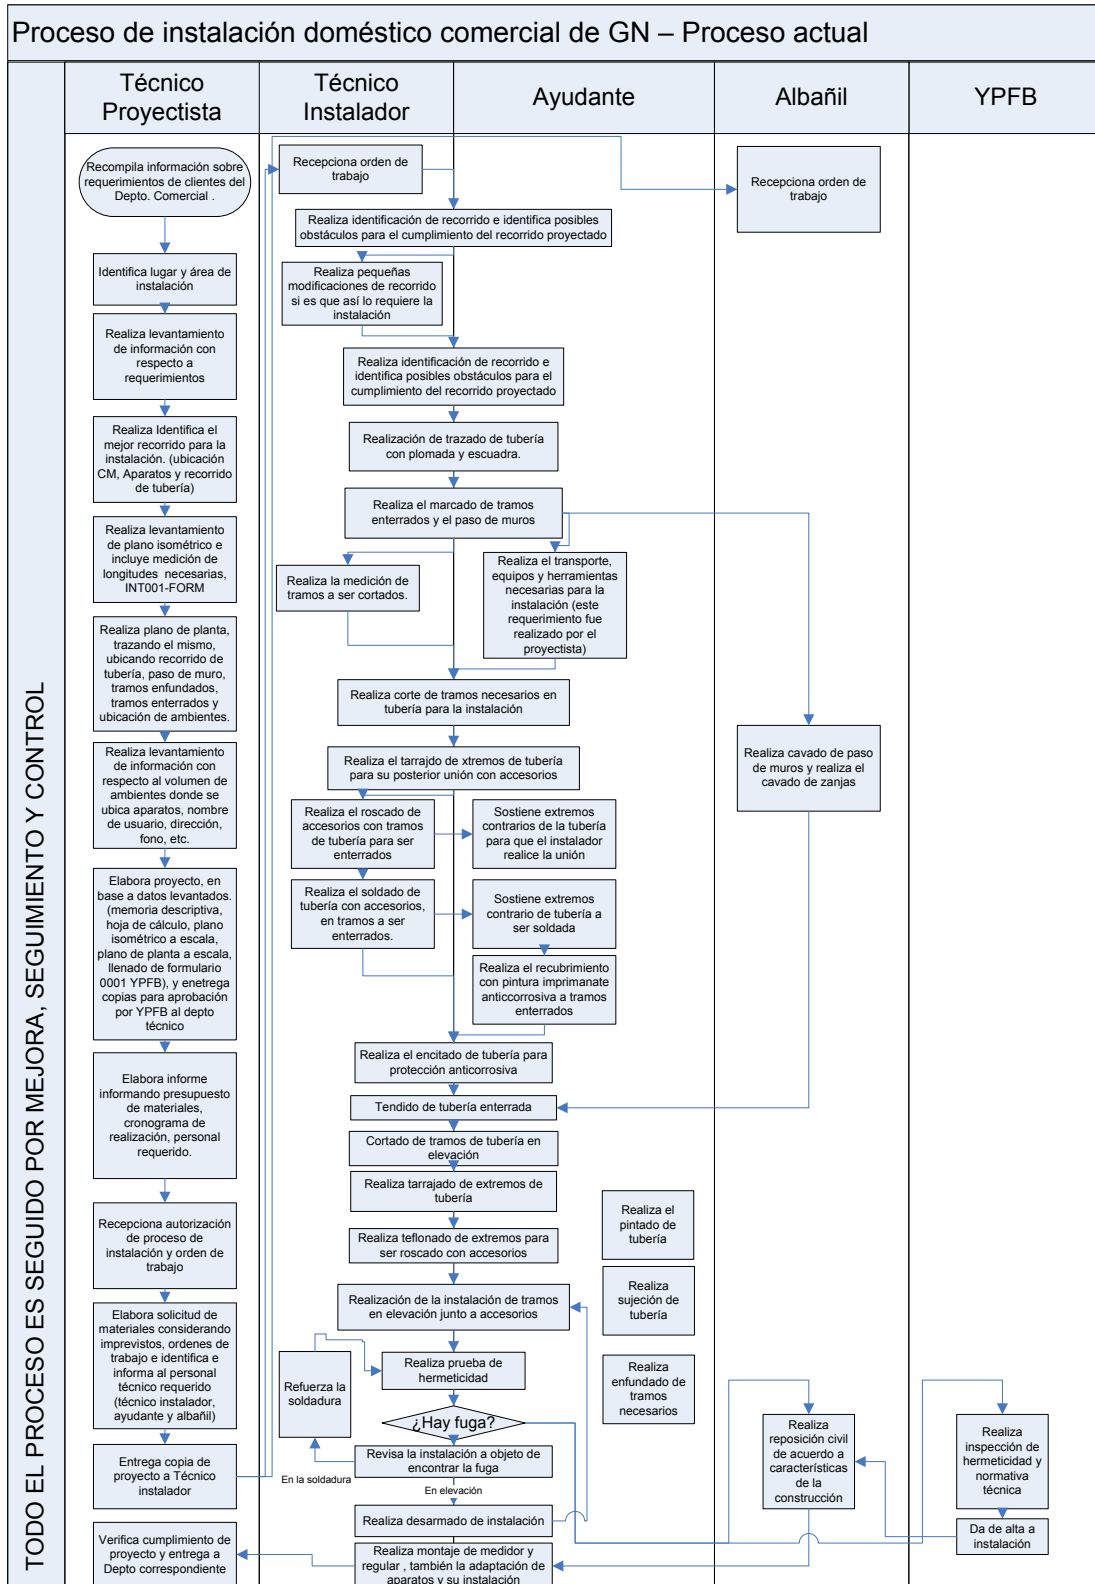 Proceso de instalación doméstico comercial de GN – Proceso actual
TODO EL PROCESO ES SEGUIDO POR MEJORA, SEGUIMIENTO Y CONTROL
Técnico
Proyectista
Técnico
Instalador
Ayudante
Albañil
YPFB
Recompila información sobre
requerimientos de clientes del
Depto. Comercial .
Identifica lugar y área de
instalación
Realiza levantamiento
de información con
respecto a
requerimientos
Realiza Identifica el
mejor recorrido para la
instalación. (ubicación
CM, Aparatos y recorrido
de tubería)
Realiza levantamiento
de plano isométrico e
incluye medición de
longitudes necesarias,
INT001-FORM
Realiza plano de planta,
trazando el mismo,
ubicando recorrido de
tubería, paso de muro,
tramos enfundados,
tramos enterrados y
ubicación de ambientes.
Realiza levantamiento
de información con
respecto al volumen de
ambientes donde se
ubica aparatos, nombre
de usuario, dirección,
fono, etc.
Elabora proyecto, en
base a datos levantados.
(memoria descriptiva,
hoja de cálculo, plano
isométrico a escala,
plano de planta a escala,
llenado de formulario
0001 YPFB), y enetrega
copias para aprobación
por YPFB al depto
técnico
Elabora informe
informando presupuesto
de materiales,
cronograma de
realización, personal
requerido.
Recepciona autorización
de proceso de
instalación y orden de
trabajo
Elabora solicitud de
materiales considerando
imprevistos, ordenes de
trabajo e identifica e
informa al personal
técnico requerido
(técnico instalador,
ayudante y albañil)
Entrega copia de
proyecto a Técnico
instalador
Verifica cumplimiento de
proyecto y entrega a
Depto correspondiente
Recepciona orden de
trabajo
Realiza identificación de recorrido e identifica posibles
obstáculos para el cumplimiento del recorrido proyectado
Realiza pequeñas
modificaciones de recorrido
si es que así lo requiere la
instalación
Realiza identificación de recorrido e
identifica posibles obstáculos para el
cumplimiento del recorrido proyectado
Realización de trazado de tubería
con plomada y escuadra.
Realiza el marcado de tramos
enterrados y el paso de muros
Realiza la medición de
tramos a ser cortados.
Realiza el transporte,
equipos y herramientas
necesarias para la
instalación (este
requerimiento fue
realizado por el
proyectista)
Realiza corte de tramos necesarios en
tubería para la instalación
Realiza el tarrajdo de xtremos de tubería
para su posterior unión con accesorios
Realiza el roscado de
accesorios con tramos
de tubería para ser
enterrados
Sostiene extremos
contrarios de la tubería
para que el instalador
realice la unión
Realiza el soldado de
tubería con accesorios,
en tramos a ser
enterrados.
Sostiene extremos
contrario de tubería a
ser soldada
Realiza el recubrimiento
con pintura imprimanate
anticorrosiva a tramos
enterrados
Realiza el encitado de tubería para
protección anticorrosiva
Tendido de tubería enterrada
Cortado de tramos de tubería en
elevación
Realiza tarrajado de extremos de
tubería
Realiza teflonado de extremos para
ser roscado con accesorios
Realización de la instalación de tramos
en elevación junto a accesorios
Realiza prueba de
hermeticidad
Refuerza la
soldadura
¿Hay fuga?
Revisa la instalación a objeto de
encontrar la fuga
En la soldadura
En elevación
Realiza desarmado de instalación
Realiza montaje de medidor y
regular , también la adaptación de
aparatos y su instalación
Realiza el
pintado de
tubería
Realiza
sujeción de
tubería
Realiza
enfundado de
tramos
necesarios
Recepciona orden de
trabajo
Realiza cavado de paso
de muros y realiza el
cavado de zanjas
Realiza
reposición civil
de acuerdo a
características
de la
construcción
Realiza
inspección de
hermeticidad y
normativa
técnica
Da de alta a
instalación